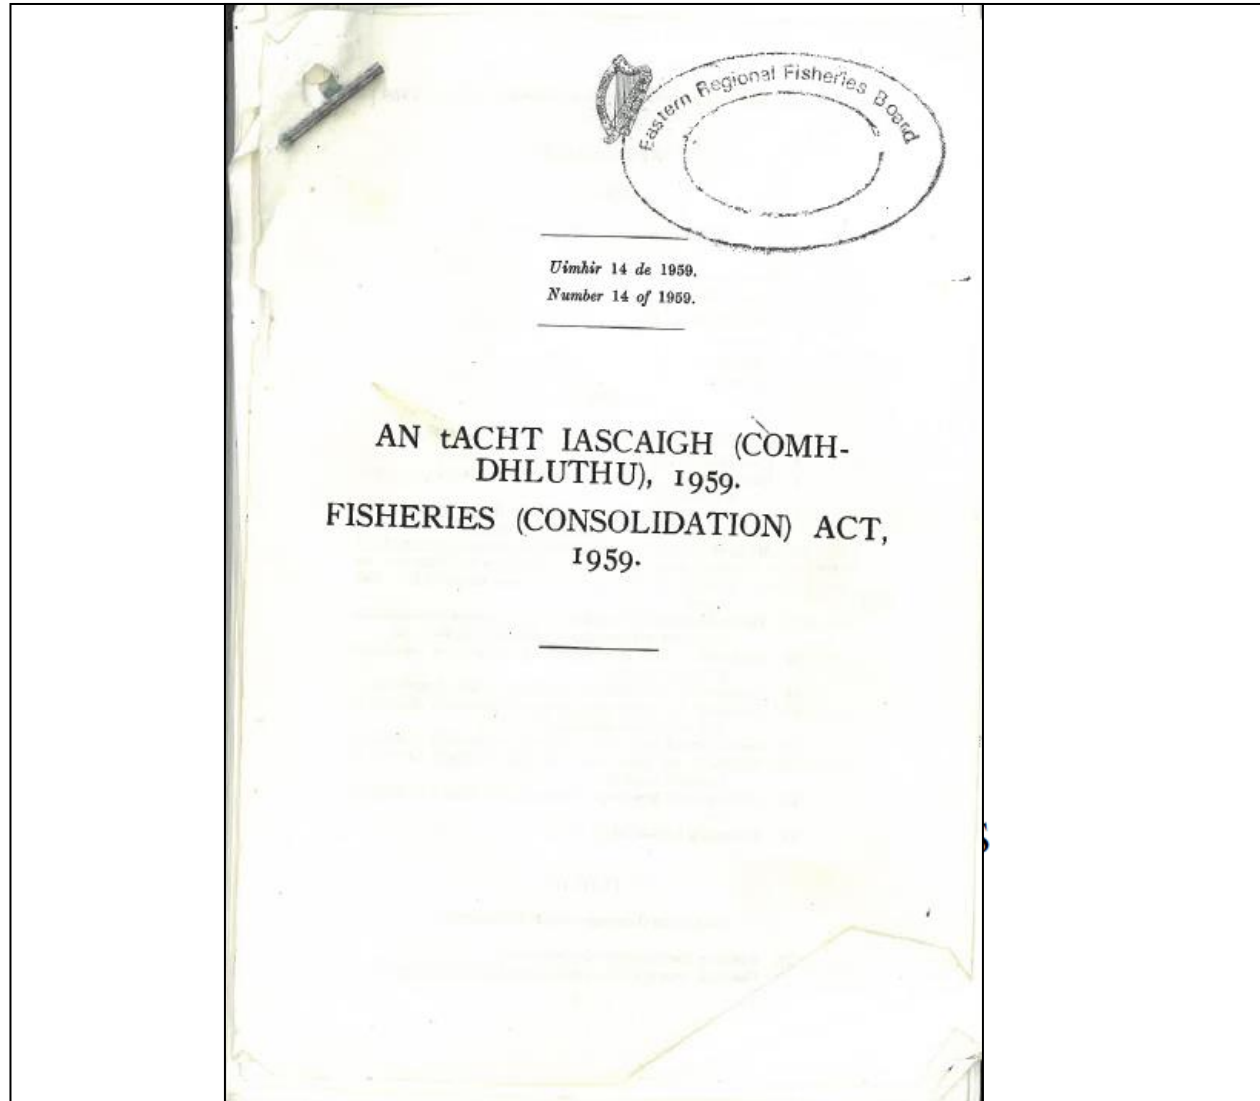 Eastern Regional Fisheries Board
Uimhir 14 de 1959.
Number 14 of 1959.
AN tACHT IASCAIGH (COMH-
DHLUTHU), 1959.
FISHERIES (CONSOLIDATION) ACT,
1959.